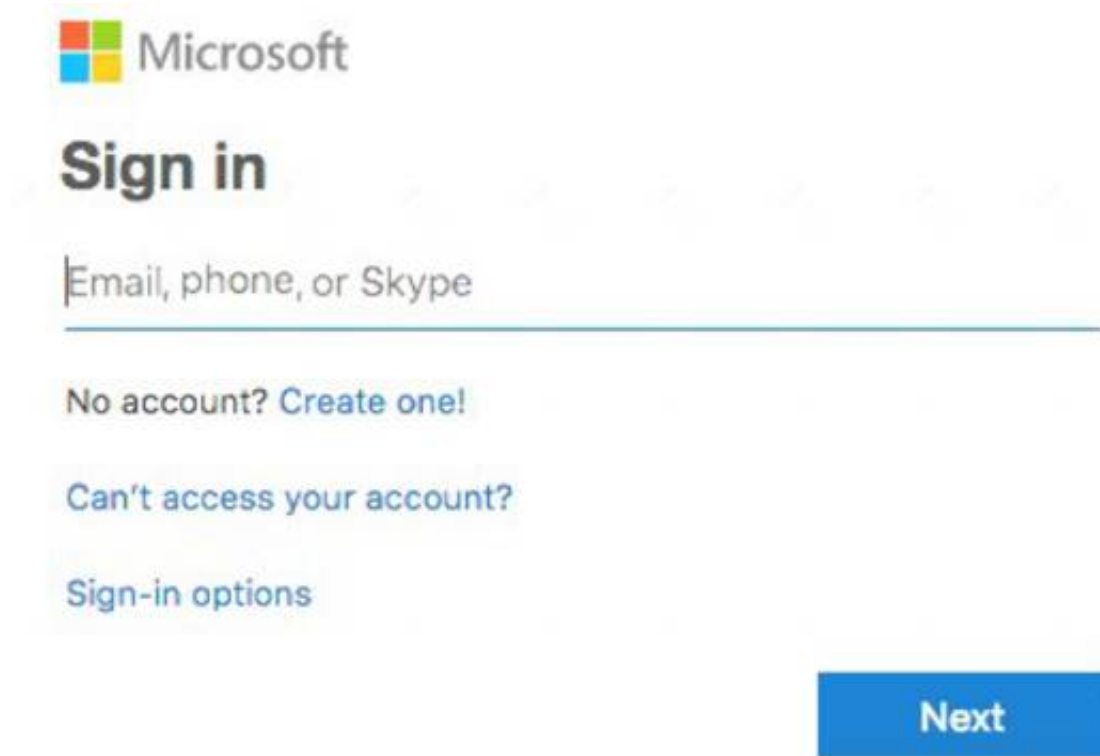 Microsoft
Sign in
Email, phone, or Skype
No account? Create one!
Can't access your account?
Sign-in options
Next